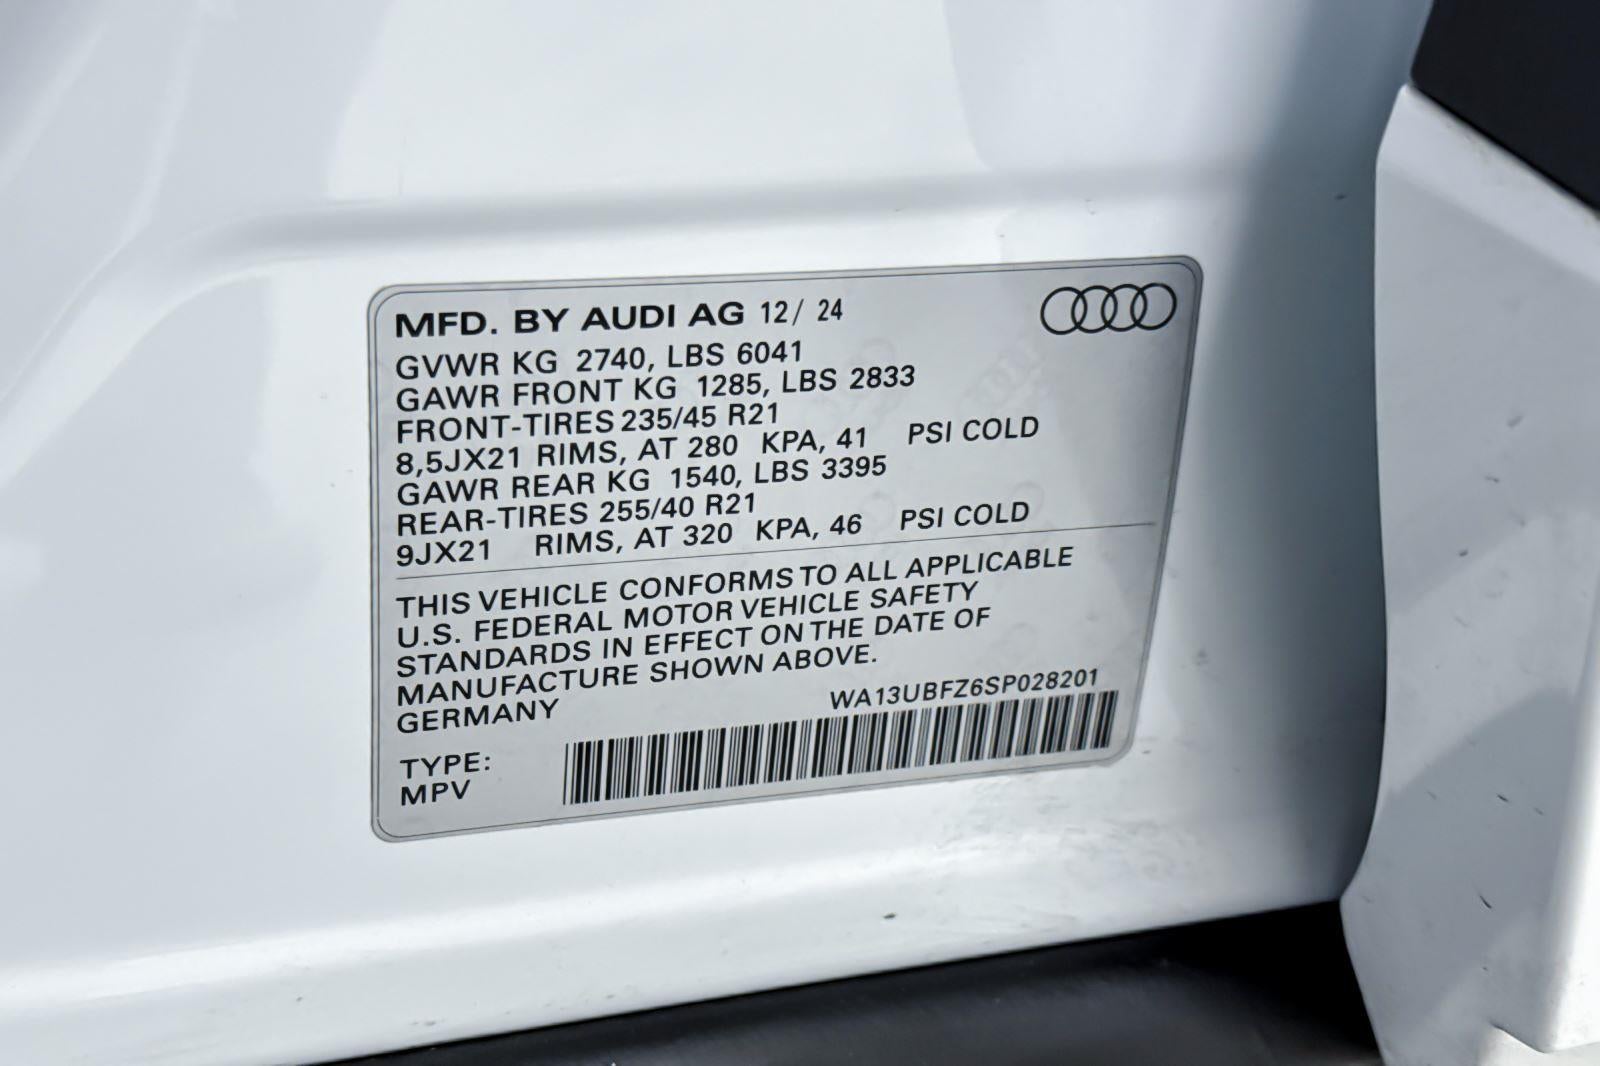 MFD. BY AUDI AG 12/ 24
GVWR KG 2740, LBS 6041
GAWR FRONT KG 1285, LBS 2833
FRONT-TIRES 235/45 R21
8,5JX21 RIMS, AT 280 KPA, 41 PSI COLD
GAWR REAR KG 1540, LBS 3395
REAR-TIRES 255/40 R21
9JX21 RIMS, AT 320 KPA, 46 PSI COLD
THIS VEHICLE CONFORMS TO ALL APPLICABLE
U.S. FEDERAL MOTOR VEHICLE SAFETY
STANDARDS IN EFFECT ON THE DATE OF
MANUFACTURE SHOWN ABOVE.
GERMANY
WA13UBFZ6SP028201
TYPE:
MPV